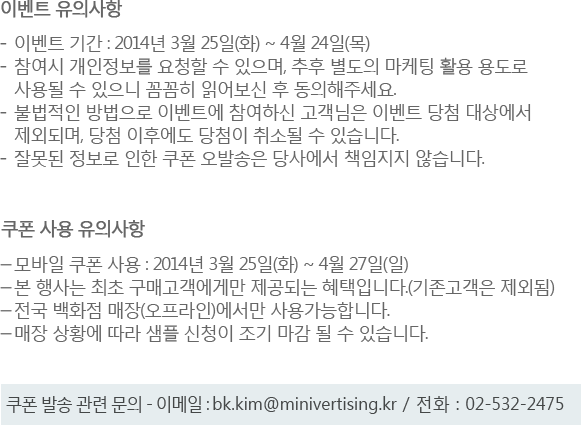 이벤트 유의사항
- 이벤트 기간 : 2014년 3월 25일(화) ~ 4월 24일(목)
- 참여시 개인정보를 요청할 수 있으며, 추후 별도의 마케팅 활용 용도로
사용될 수 있으니 꼼꼼히 읽어보신 후 동의해주세요.
- 불법적인 방법으로 이벤트에 참여하신 고객님은 이벤트 당첨 대상에서
제외되며, 당첨 이후에도 당첨이 취소될 수 있습니다.
- 잘못된 정보로 인한 쿠폰 오발송은 당사에서 책임지지 않습니다.
쿠폰 사용 유의사항
– 모바일 쿠폰 사용 : 2014년 3월 25일(화) ~ 4월 27일(일)
– 본 행사는 최초 구매고객에게만 제공되는 혜택입니다.(기존고객은 제외됨)
– 전국 백화점 매장(오프라인)에서만 사용가능합니다.
– 매장 상황에 따라 샘플 신청이 조기 마감 될 수 있습니다.
쿠폰 발송 관련 문의 - 이메일 : bk.kim@minivertising.kr / 전화 : 02-532-2475